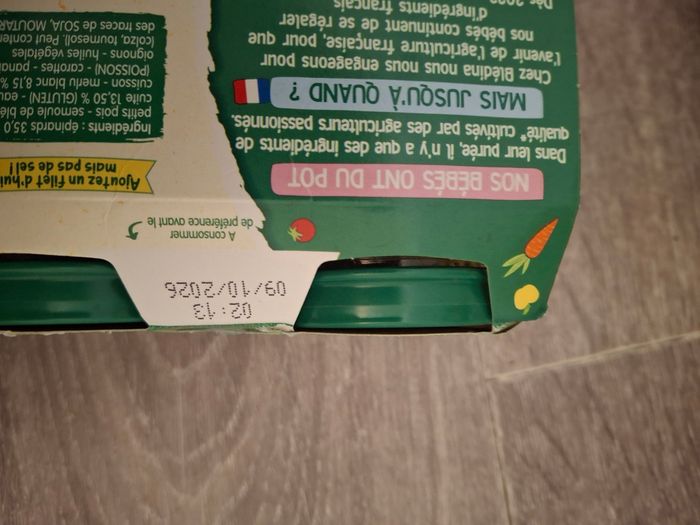 NOS BÉBÉS ONT DU POT
Dans leur purée, il n'y a que des ingrédients de
qualité* cultivés par des agriculteurs passionnés.
MAIS JUSQU'À QUAND ?
Chez Blédina nous nous engageons pour
l'avenir de l'agriculture française, pour que
nos bébés continuent de se régaler
d'ingrédients français
Ajoutez un filet d'hui
mais pas de sel !
Ingrédients : épinards 35,0
petits pois - semoule de blé
cuite 13,50 % (GLUTEN) - eau
cuisson - merlu blanc 8,15 %
(POISSON) - carottes - pana
oignons - huiles végétales
(colza, tournesol). Peut conten
des traces de SOJA, MOUTAR
A consommer
de préférence avant le
02:13
09/10/2026